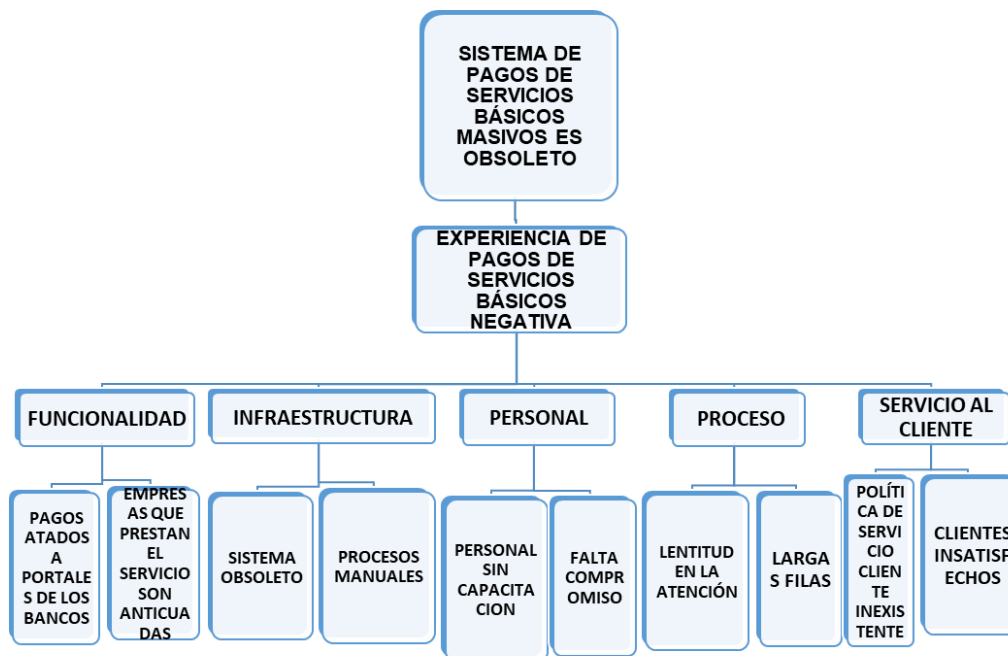 SISTEMA DE
PAGOS DE
SERVICIOS
BÁSICOS
MASIVOS ES
OBSOLETO
EXPERIENCIA DE
PAGOS DE
SERVICIOS
BÁSICOS
NEGATIVA
FUNCIONALIDAD
INFRAESTRUCTURA
PERSONAL
PROCESO
SERVICIO AL
CLIENTE
PAGOS
ATADOS
A
PORTALE
S DE LOS
BANCOS
EMPRES
AS QUE
PRESTAN
EL
SERVICIO
SON
ANTICUA
DAS
SISTEMA
OBSOLETO
PROCESOS
MANUALES
PERSONAL
SIN
CAPACITA
CION
FALTA
COMPR
OMISO
LENTITUD
EN LA
ATENCIÓN
LARGA
S FILAS
POLÍTI
CA DE
SERVI
CIO
CLIEN
TE
INEXIS
TENTE
CLIENTES
INSATISF
ECHOS